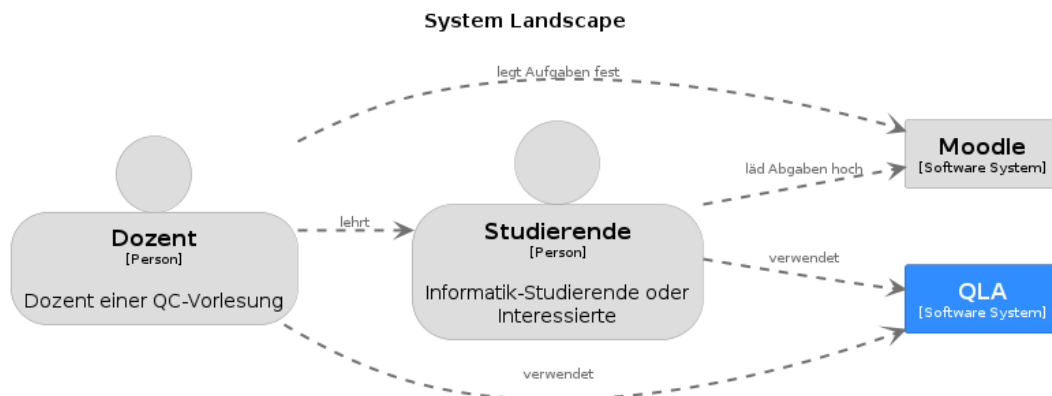 System Landscape
legt Aufgaben fest
Moodle
[Software System]
läd Abgaben hoch
Dozent
[Person]
Dozent einer QC-Vorlesung
lehrt
Studierende
[Person]
Informatik-Studierende oder
Interessierte
verwendet
QLA
[Software System]
verwendet